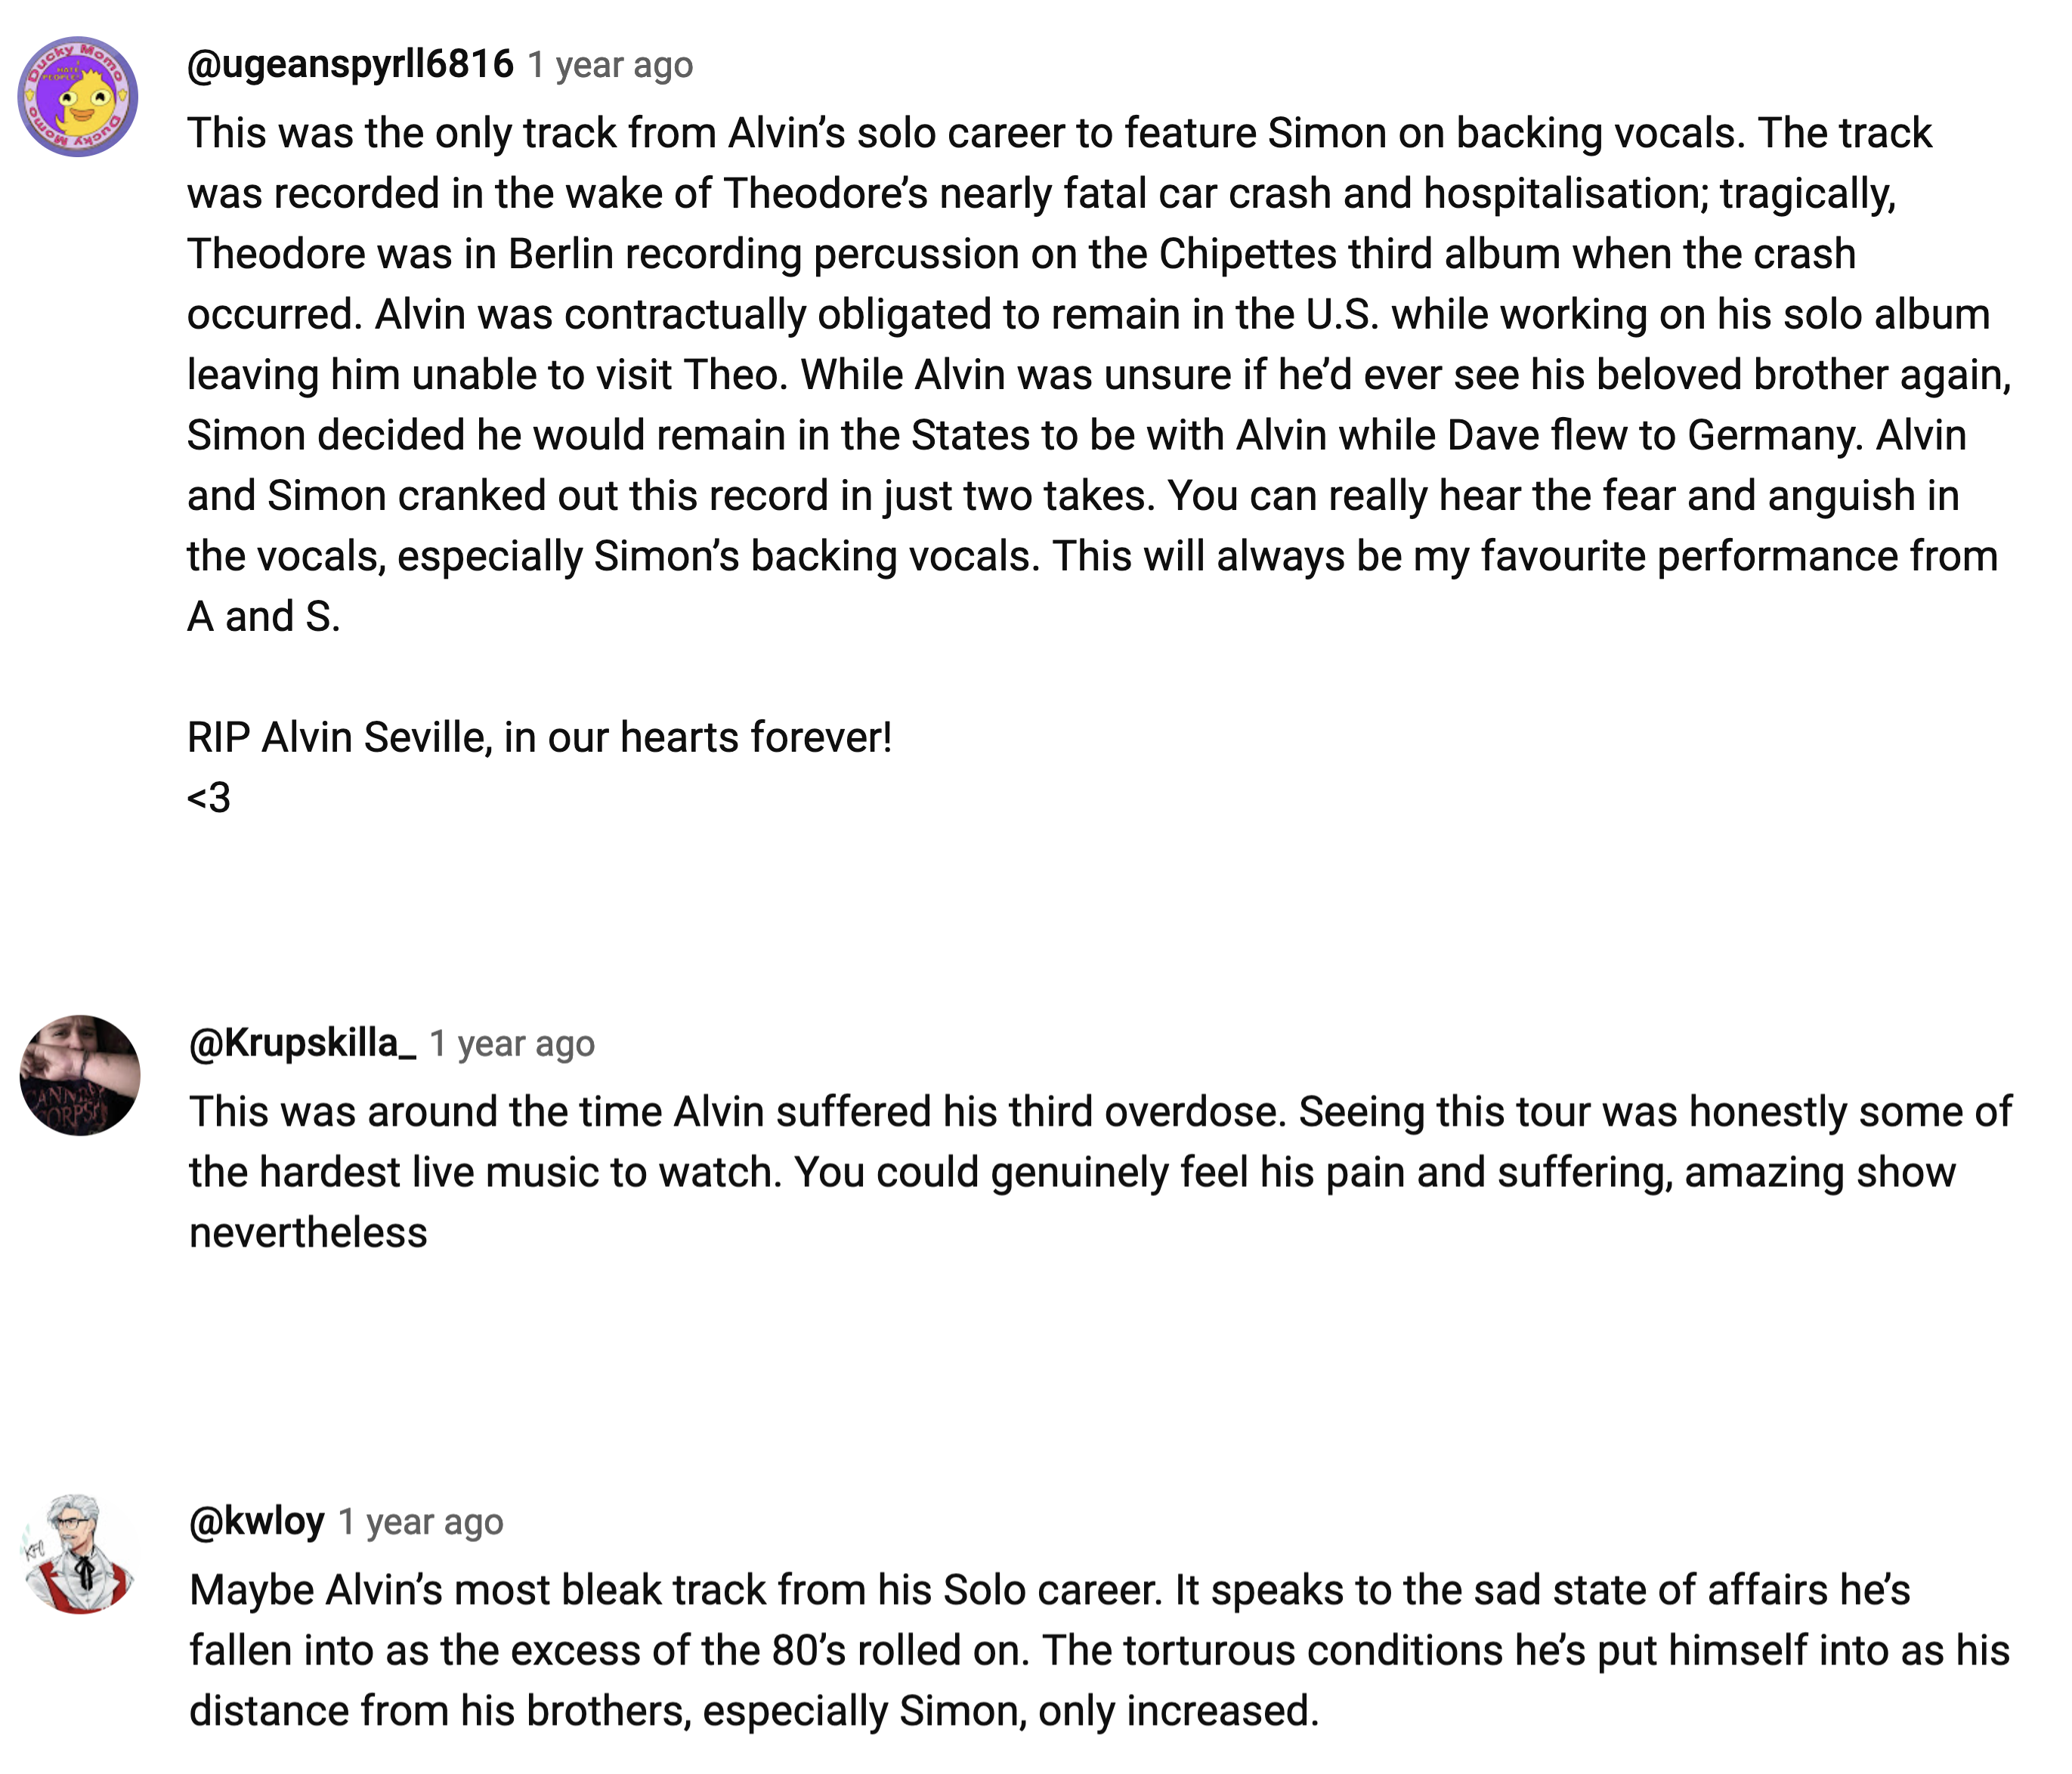 @ugeanspyrll6816 1 year ago
This was the only track from Alvin’s solo career to feature Simon on backing vocals. The track
was recorded in the wake of Theodore’s nearly fatal car crash and hospitalisation; tragically,
Theodore was in Berlin recording percussion on the Chipettes third album when the crash
occurred. Alvin was contractually obligated to remain in the U.S. while working on his solo album
leaving him unable to visit Theo. While Alvin was unsure if he’d ever see his beloved brother again,
Simon decided he would remain in the States to be with Alvin while Dave flew to Germany. Alvin
and Simon cranked out this record in just two takes. You can really hear the fear and anguish in
the vocals, especially Simon’s backing vocals. This will always be my favourite performance from
A and S.
RIP Alvin Seville, in our hearts forever!
<3
Ducky Momo
I HATE
PEOPLE!
Ducky Momo
@Krupskilla_ 1 year ago
This was around the time Alvin suffered his third overdose. Seeing this tour was honestly some of
the hardest live music to watch. You could genuinely feel his pain and suffering, amazing show
nevertheless
@kwloy 1 year ago
Maybe Alvin’s most bleak track from his Solo career. It speaks to the sad state of affairs he’s
fallen into as the excess of the 80’s rolled on. The torturous conditions he’s put himself into as his
distance from his brothers, especially Simon, only increased.
KFC